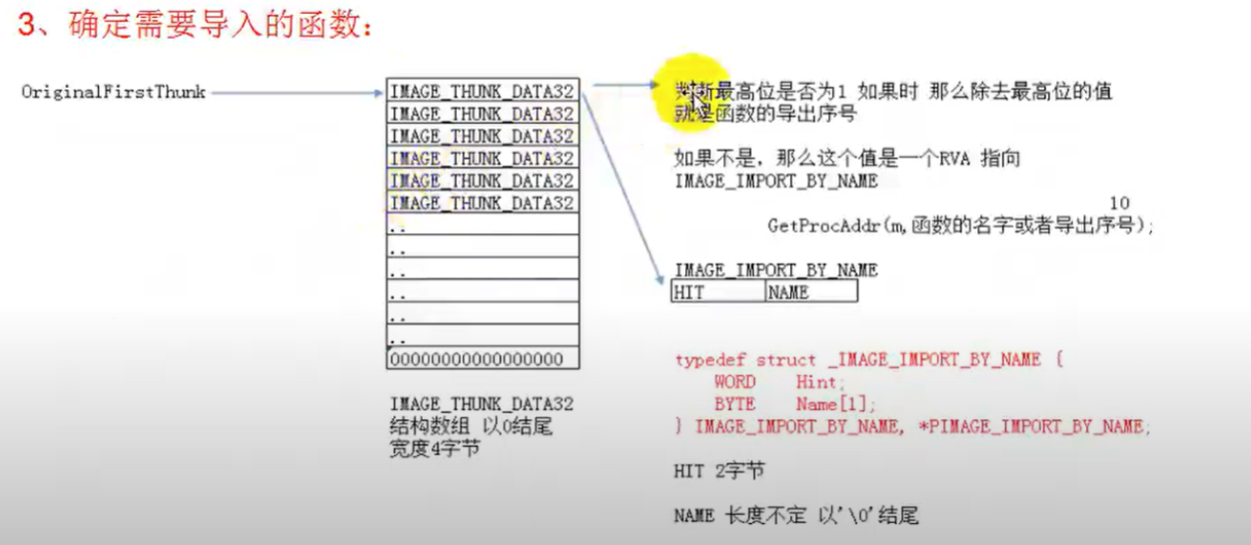 3、确定需要导入的函数：
OriginalFirstThunk
IMAGE_THUNK_DATA32
IMAGE_THUNK_DATA32
IMAGE_THUNK_DATA32
IMAGE_THUNK_DATA32
IMAGE_THUNK_DATA32
IMAGE_THUNK_DATA32
..
..
..
..
..
..
00000000000000000
IMAGE_THUNK_DATA32
结构数组 以0结尾
宽度4字节
判断最高位是否为1 如果时 那么除去最高位的值
就是函数的导出序号
如果不是，那么这个值是一个RVA 指向
IMAGE_IMPORT_BY_NAME
10
GetProcAddr(m,函数的名字或者导出序号);
IMAGE_IMPORT_BY_NAME
HIT NAME
typedef struct _IMAGE_IMPORT_BY_NAME {
WORD Hint;
BYTE Name[1];
} IMAGE_IMPORT_BY_NAME, *PIMAGE_IMPORT_BY_NAME;
HIT 2字节
NAME 长度不定 以'\0'结尾